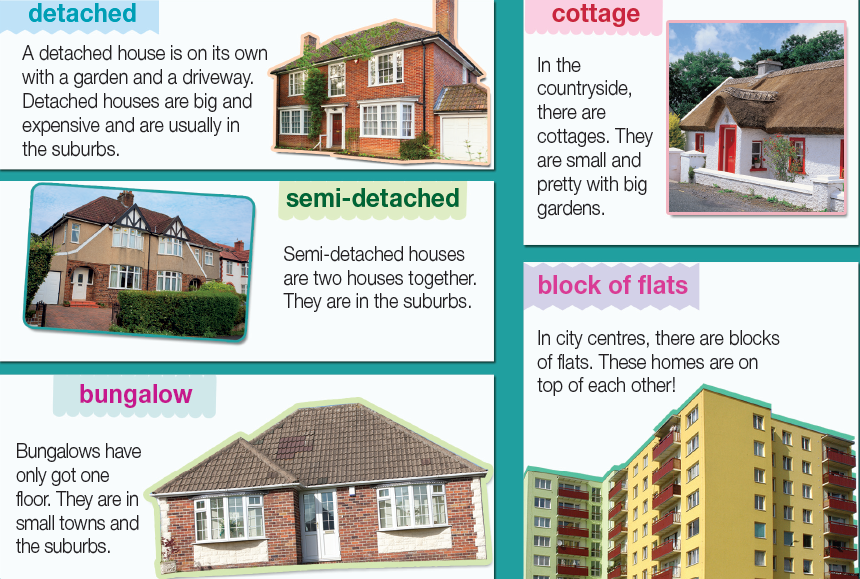 detached
A detached house is on its own
with a garden and a driveway.
Detached houses are big and
expensive and are usually in
the suburbs.
semi-detached
Semi-detached houses
are two houses together.
They are in the suburbs.
bungalow
Bungalows have
only got one
floor. They are in
small towns and
the suburbs.
cottage
In the
countryside,
there are
cottages. They
are small and
pretty with big
gardens.
block of flats
In city centres, there are blocks
of flats. These homes are on
top of each other!